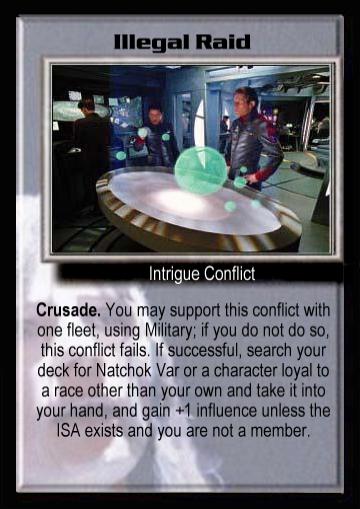 Illegal Raid
Intrigue Conflict
Crusade. You may support this conflict with
one fleet, using Military; if you do not do so,
this conflict fails. If successful, search your
deck for Natchok Var or a character loyal to
a race other than your own and take it into
your hand, and gain +1 influence unless the
ISA exists and you are not a member.